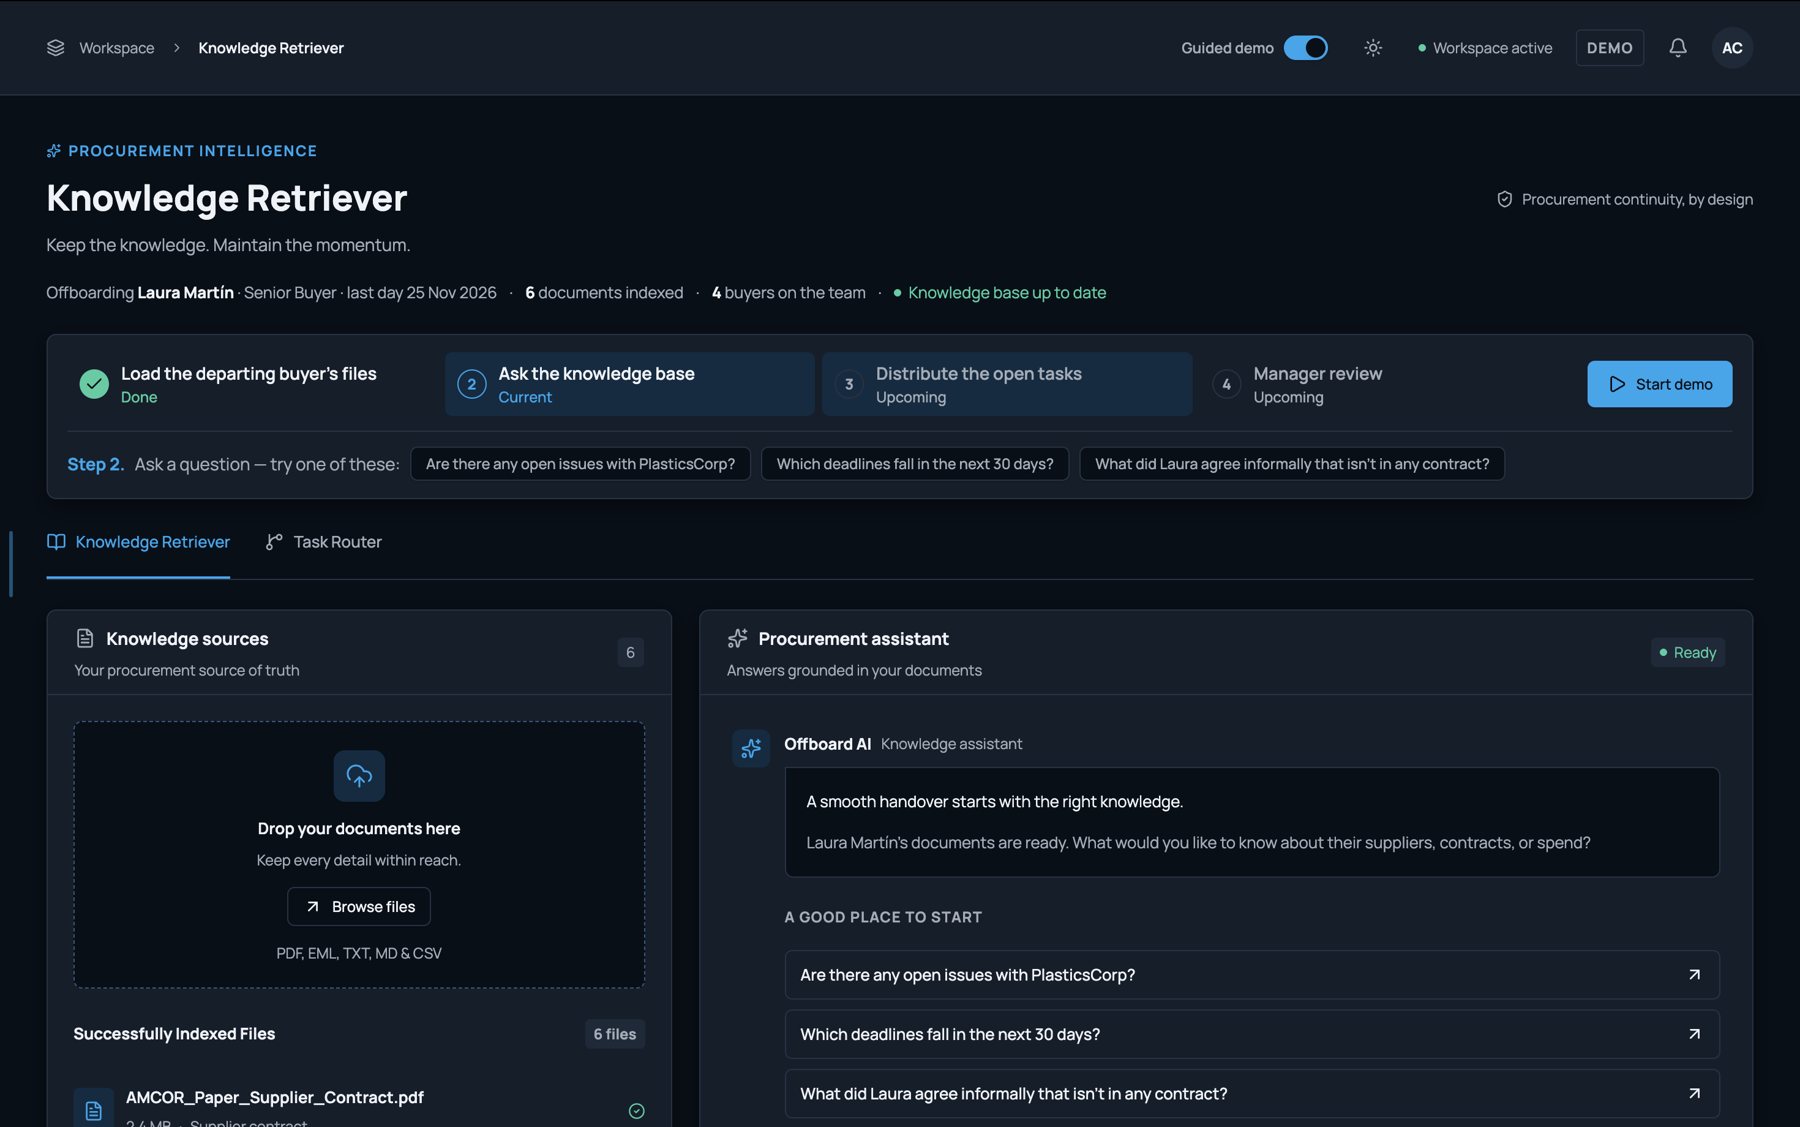 Workspace > Knowledge Retriever
Guided demo
Workspace active
DEMO
AC
PROCUREMENT INTELLIGENCE
Knowledge Retriever
Procurement continuity, by design
Keep the knowledge. Maintain the momentum.
Offboarding Laura Martín · Senior Buyer · last day 25 Nov 2026 · 6 documents indexed · 4 buyers on the team · Knowledge base up to date
Load the departing buyer's files
Done
2
Ask the knowledge base
Current
3
Distribute the open tasks
Upcoming
4
Manager review
Upcoming
Start demo
Step 2. Ask a question — try one of these:
Are there any open issues with PlasticsCorp?
Which deadlines fall in the next 30 days?
What did Laura agree informally that isn't in any contract?
Knowledge Retriever
Task Router
Knowledge sources
Your procurement source of truth
6
Drop your documents here
Keep every detail within reach.
Browse files
PDF, EML, TXT, MD & CSV
Successfully Indexed Files
6 files
AMCOR_Paper_Supplier_Contract.pdf
2.4 MB · Supplier contract
Procurement assistant
Answers grounded in your documents
Ready
Offboard AI Knowledge assistant
A smooth handover starts with the right knowledge.
Laura Martín's documents are ready. What would you like to know about their suppliers, contracts, or spend?
A GOOD PLACE TO START
Are there any open issues with PlasticsCorp?
Which deadlines fall in the next 30 days?
What did Laura agree informally that isn't in any contract?